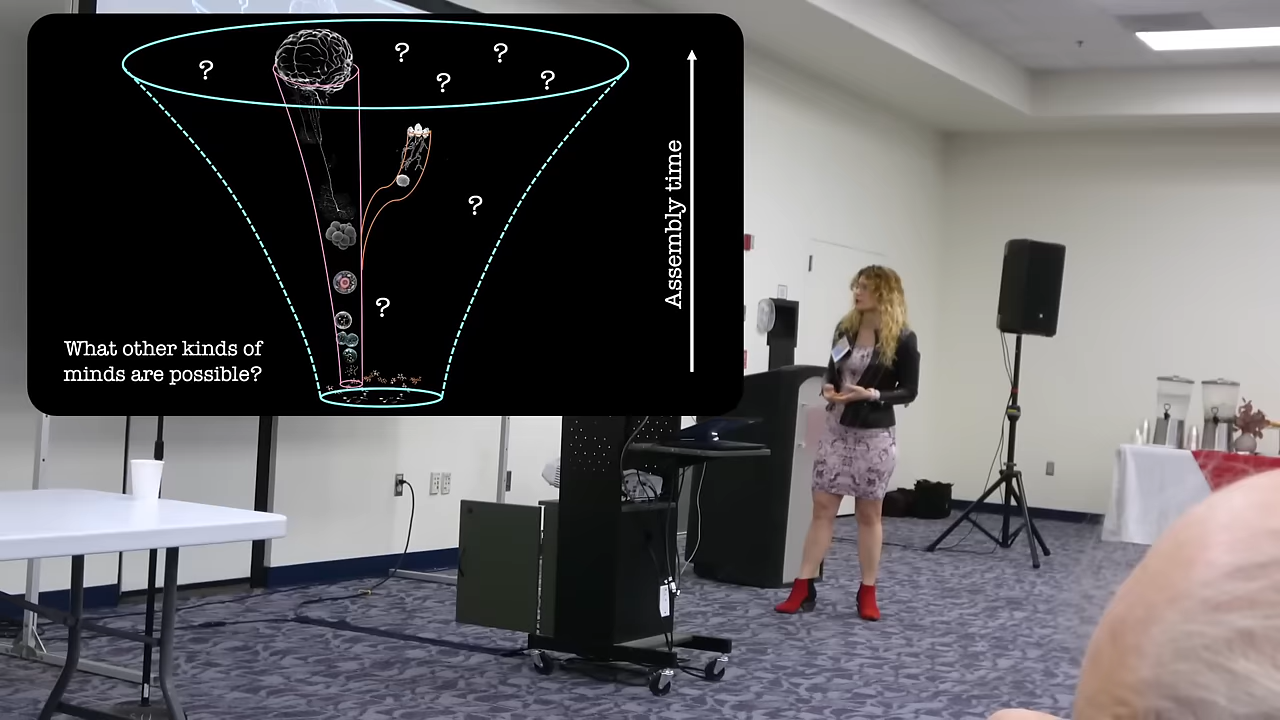 ?
?
?
?
?
?
?
Assembly time
What other kinds of
minds are possible?